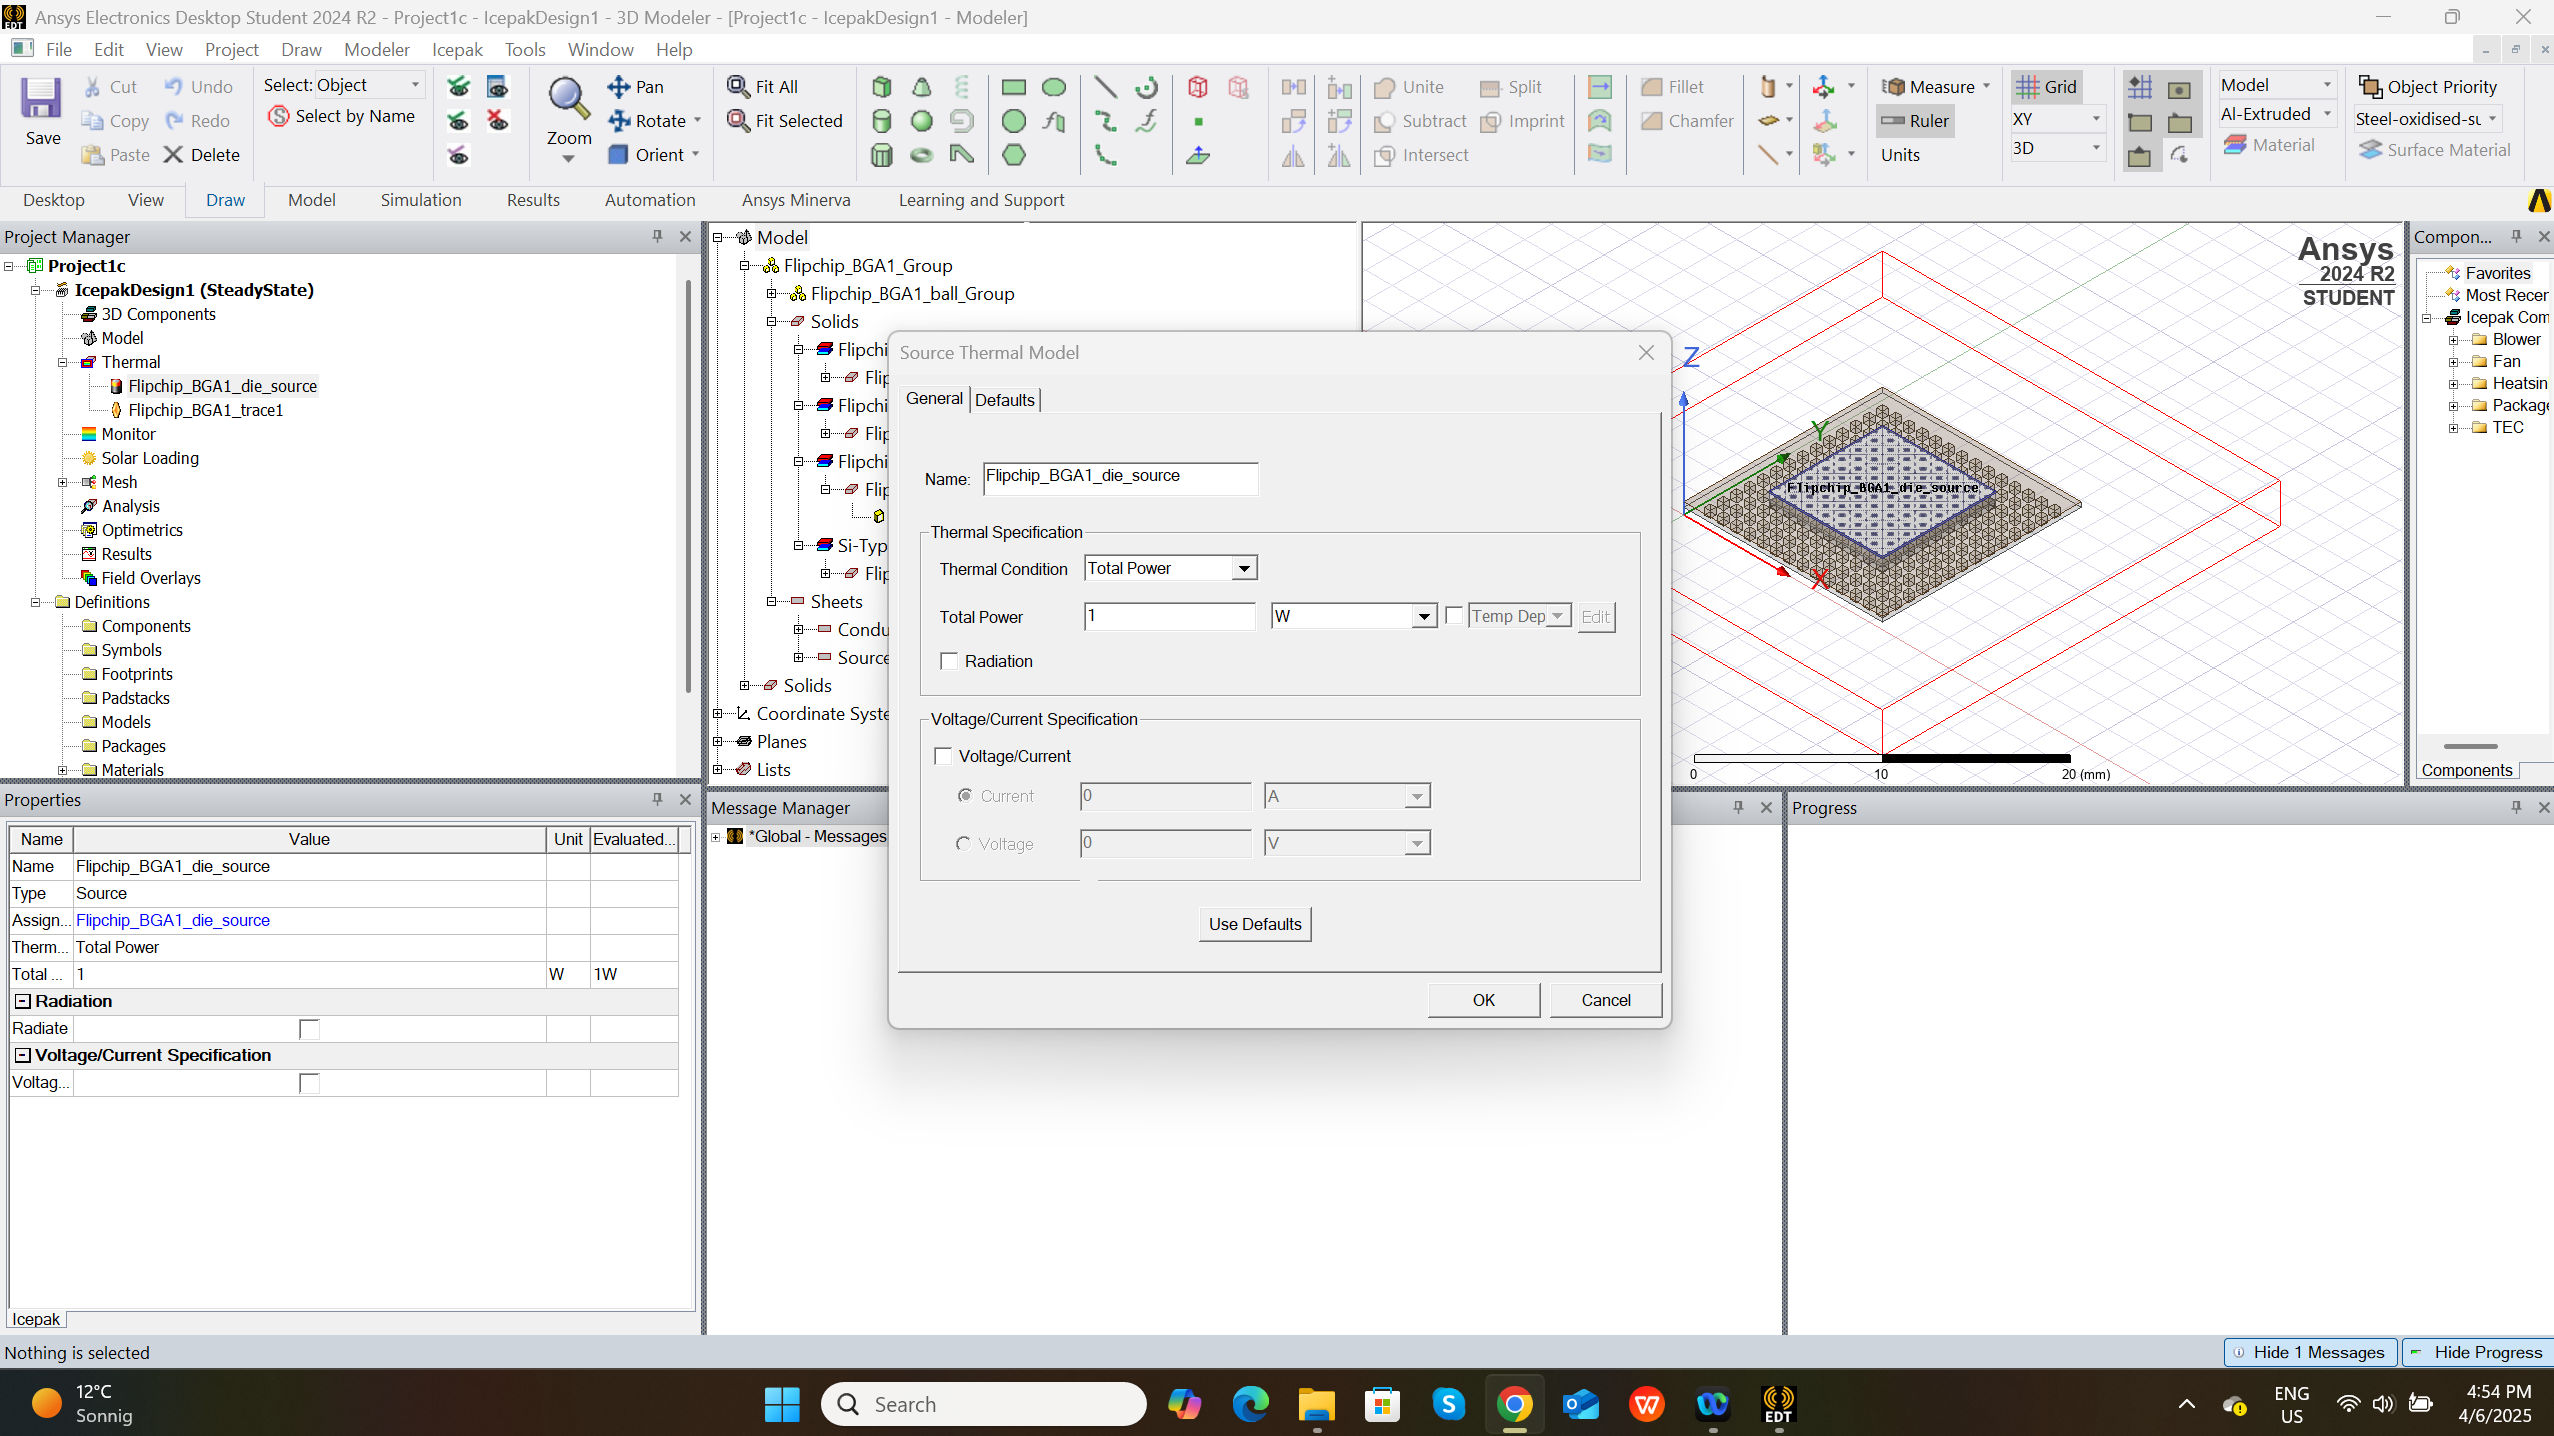 Ansys Electronics Desktop Student 2024 R2 - Project1c - IcepakDesign1 - 3D Modeler - [Project1c - IcepakDesign1 - Modeler]
File Edit View Project Draw Modeler Icepak Tools Window Help
Save
Cut Undo
Copy Redo
Paste Delete
Select: Object
Select by Name
Zoom
Pan
Rotate
Orient
Fit All
Fit Selected
Unite Split
Subtract Imprint
Intersect
Fillet
Chamfer
Measure
Ruler
Units
Grid
XY
3D
Model
Al-Extruded
Material
Object Priority
Steel-oxidised-su
Surface Material
Desktop View Draw Model Simulation Results Automation Ansys Minerva Learning and Support
Project Manager
Project1c
IcepakDesign1 (SteadyState)
3D Components
Model
Thermal
Flipchip_BGA1_die_source
Flipchip_BGA1_trace1
Monitor
Solar Loading
Mesh
Analysis
Optimetrics
Results
Field Overlays
Definitions
Components
Symbols
Footprints
Padstacks
Models
Packages
Materials
Properties
Name Value Unit Evaluated...
Name Flipchip_BGA1_die_source
Type Source
Assign... Flipchip_BGA1_die_source
Therm... Total Power
Total ... 1 W 1W
Radiation
Radiate
Voltage/Current Specification
Voltag...
Icepak
Model
Flipchip_BGA1_Group
Flipchip_BGA1_ball_Group
Solids
Flipchi
Flip
Flipchi
Flip
Flipchi
Flip
Si-Typ
Flip
Sheets
Condu
Source
Solids
Coordinate Syste
Planes
Lists
Message Manager
*Global - Messages
Source Thermal Model
General Defaults
Name: Flipchip_BGA1_die_source
Thermal Specification
Thermal Condition Total Power
Total Power 1 W Temp Dep Edit
Radiation
Voltage/Current Specification
Voltage/Current
Current 0 A
Voltage 0 V
Use Defaults
OK Cancel
Ansys
2024 R2
STUDENT
Z
Y
Flipchip_BGA1_die_source
X
0 10 20 (mm)
Compon...
Favorites
Most Recer
Icepak Com
Blower
Fan
Heatsin
Package
TEC
Components
Progress
Nothing is selected
Hide 1 Messages Hide Progress
12°C
Sonnig
Search
EDT
ENG
US
4:54 PM
4/6/2025